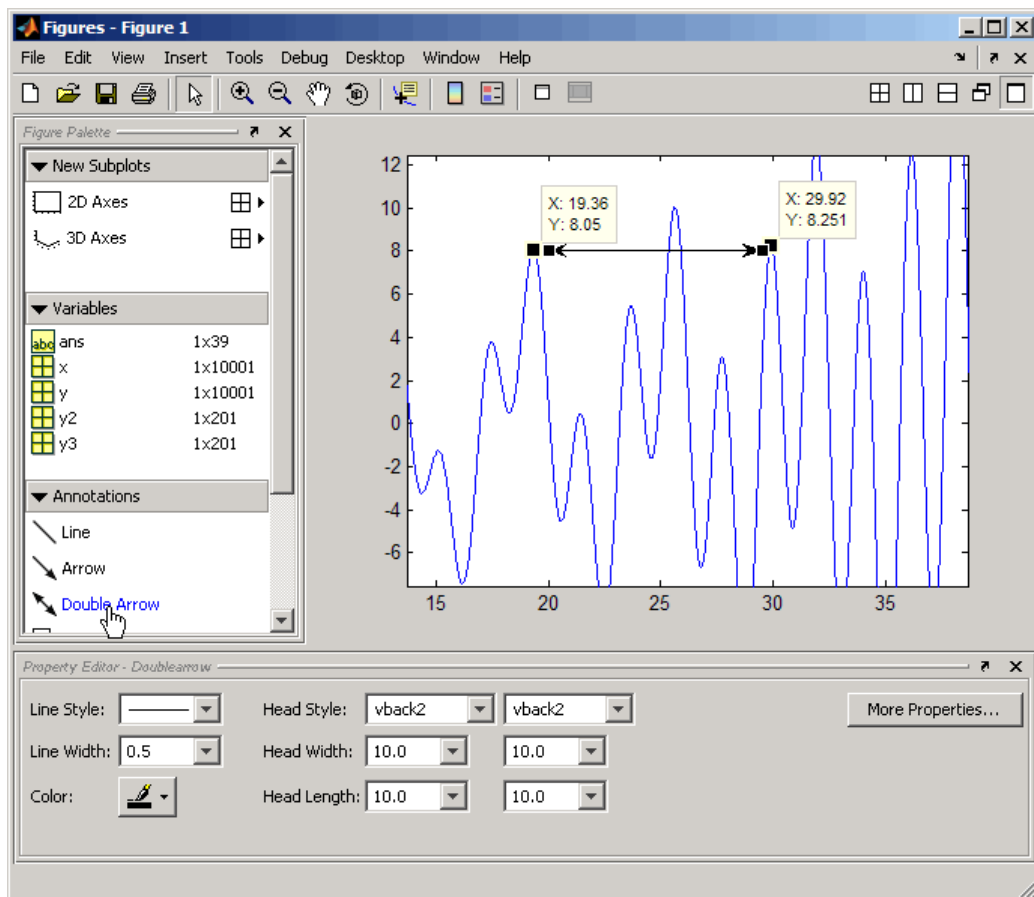 Figures - Figure 1
File Edit View Insert Tools Debug Desktop Window Help
Figure Palette
New Subplots
2D Axes
3D Axes
Variables
abc ans 1x39
x 1x10001
y 1x10001
y2 1x201
y3 1x201
Annotations
Line
Arrow
Double Arrow
12
10
8
6
4
2
0
-2
-4
-6
15 20 25 30 35
X: 19.36
Y: 8.05
X: 29.92
Y: 8.251
Property Editor - Doublearrow
Line Style: Head Style: vback2 vback2 More Properties...
Line Width: 0.5 Head Width: 10.0 10.0
Color: Head Length: 10.0 10.0